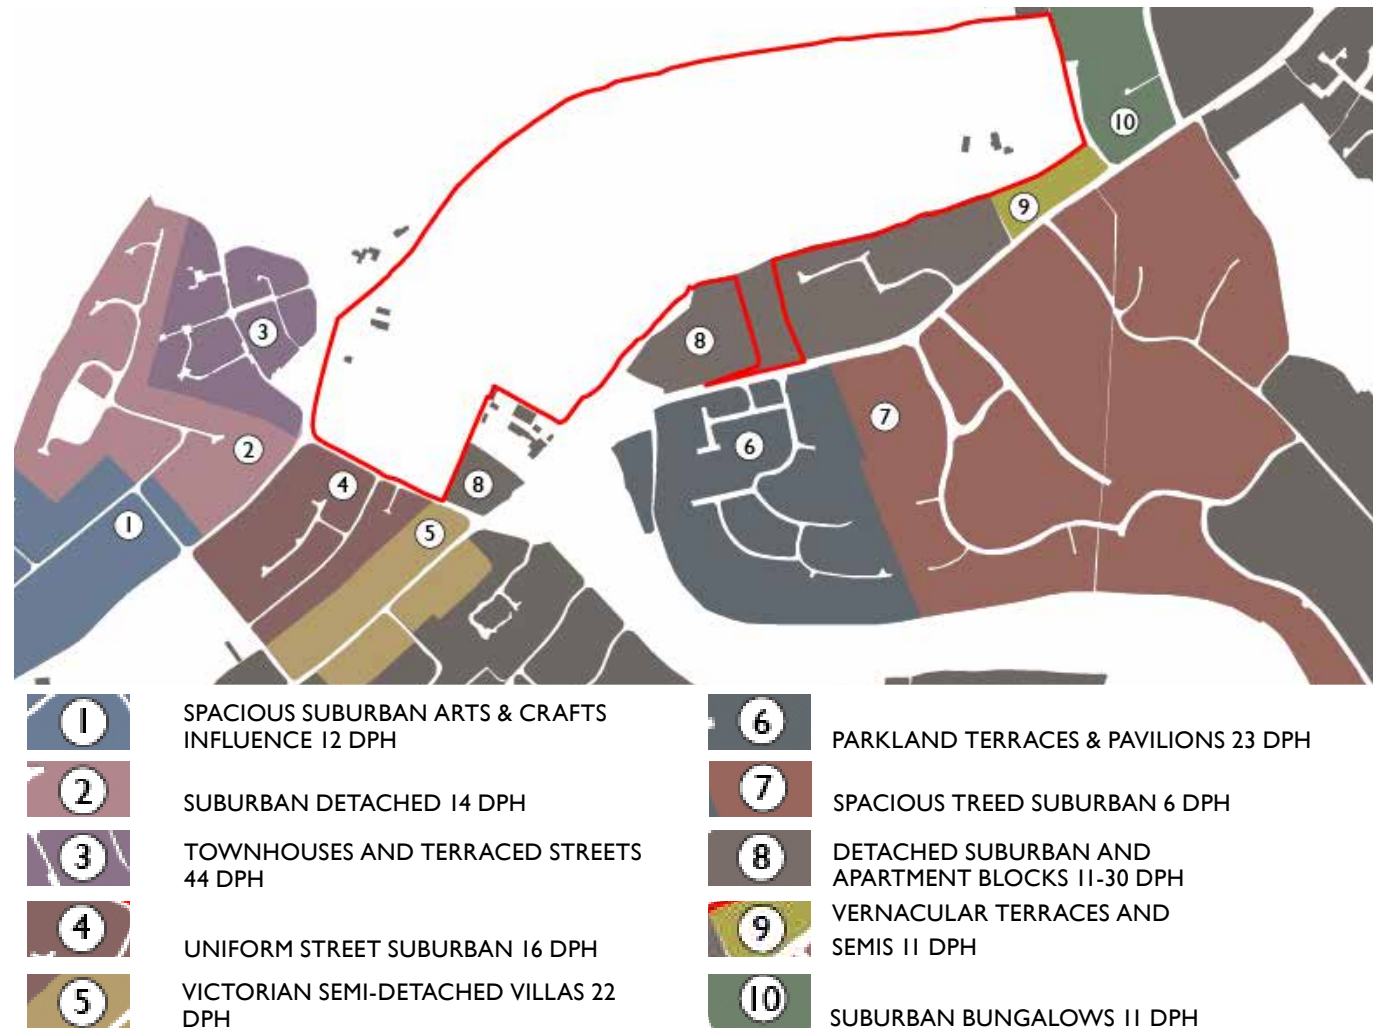 10
9
3
8
7
2
6
4
8
5
1
1
SPACIOUS SUBURBAN ARTS & CRAFTS
INFLUENCE 12 DPH
2
SUBURBAN DETACHED 14 DPH
3
TOWNHOUSES AND TERRACED STREETS
44 DPH
4
UNIFORM STREET SUBURBAN 16 DPH
5
VICTORIAN SEMI-DETACHED VILLAS 22
DPH
6
PARKLAND TERRACES & PAVILIONS 23 DPH
7
SPACIOUS TREED SUBURBAN 6 DPH
8
DETACHED SUBURBAN AND
APARTMENT BLOCKS 11-30 DPH
9
VERNACULAR TERRACES AND
SEMIS 11 DPH
10
SUBURBAN BUNGALOWS 11 DPH